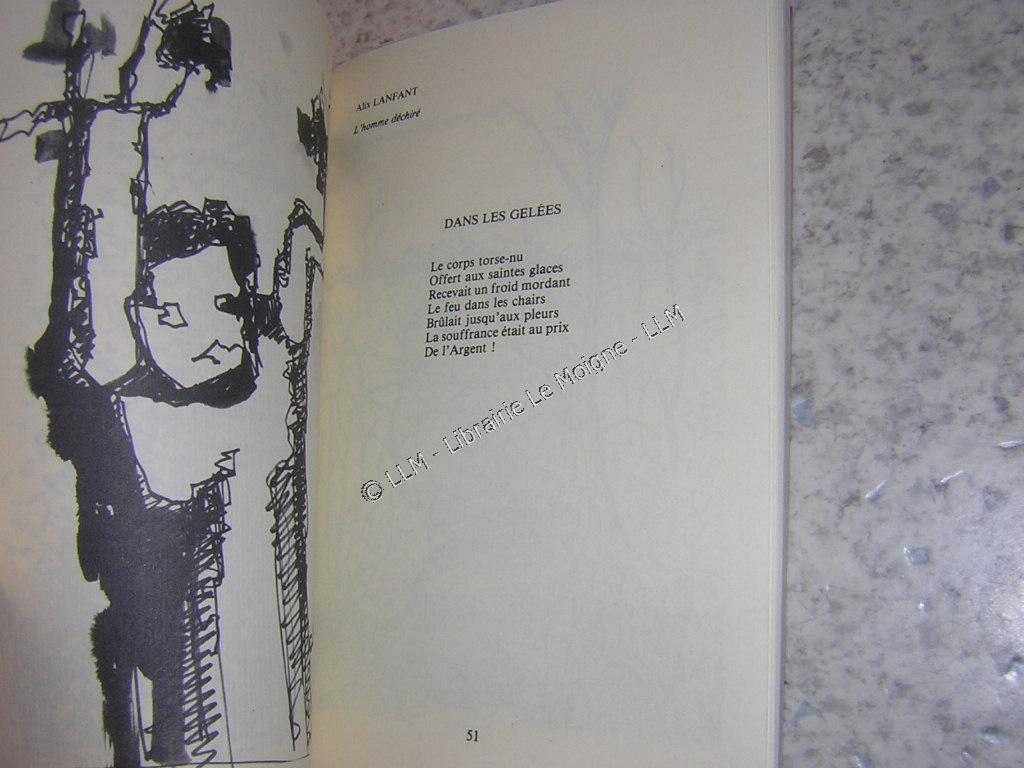 Alix LANFANT
L'homme déchiré
DANS LES GELÉES
Le corps torse-nu
Offert aux saintes glaces
Recevait un froid mordant
Le feu dans les chairs
Brûlait jusqu'aux pleurs
La souffrance était au prix
De l'Argent !
© LLM - Librairie Le Moigne - LLM
51